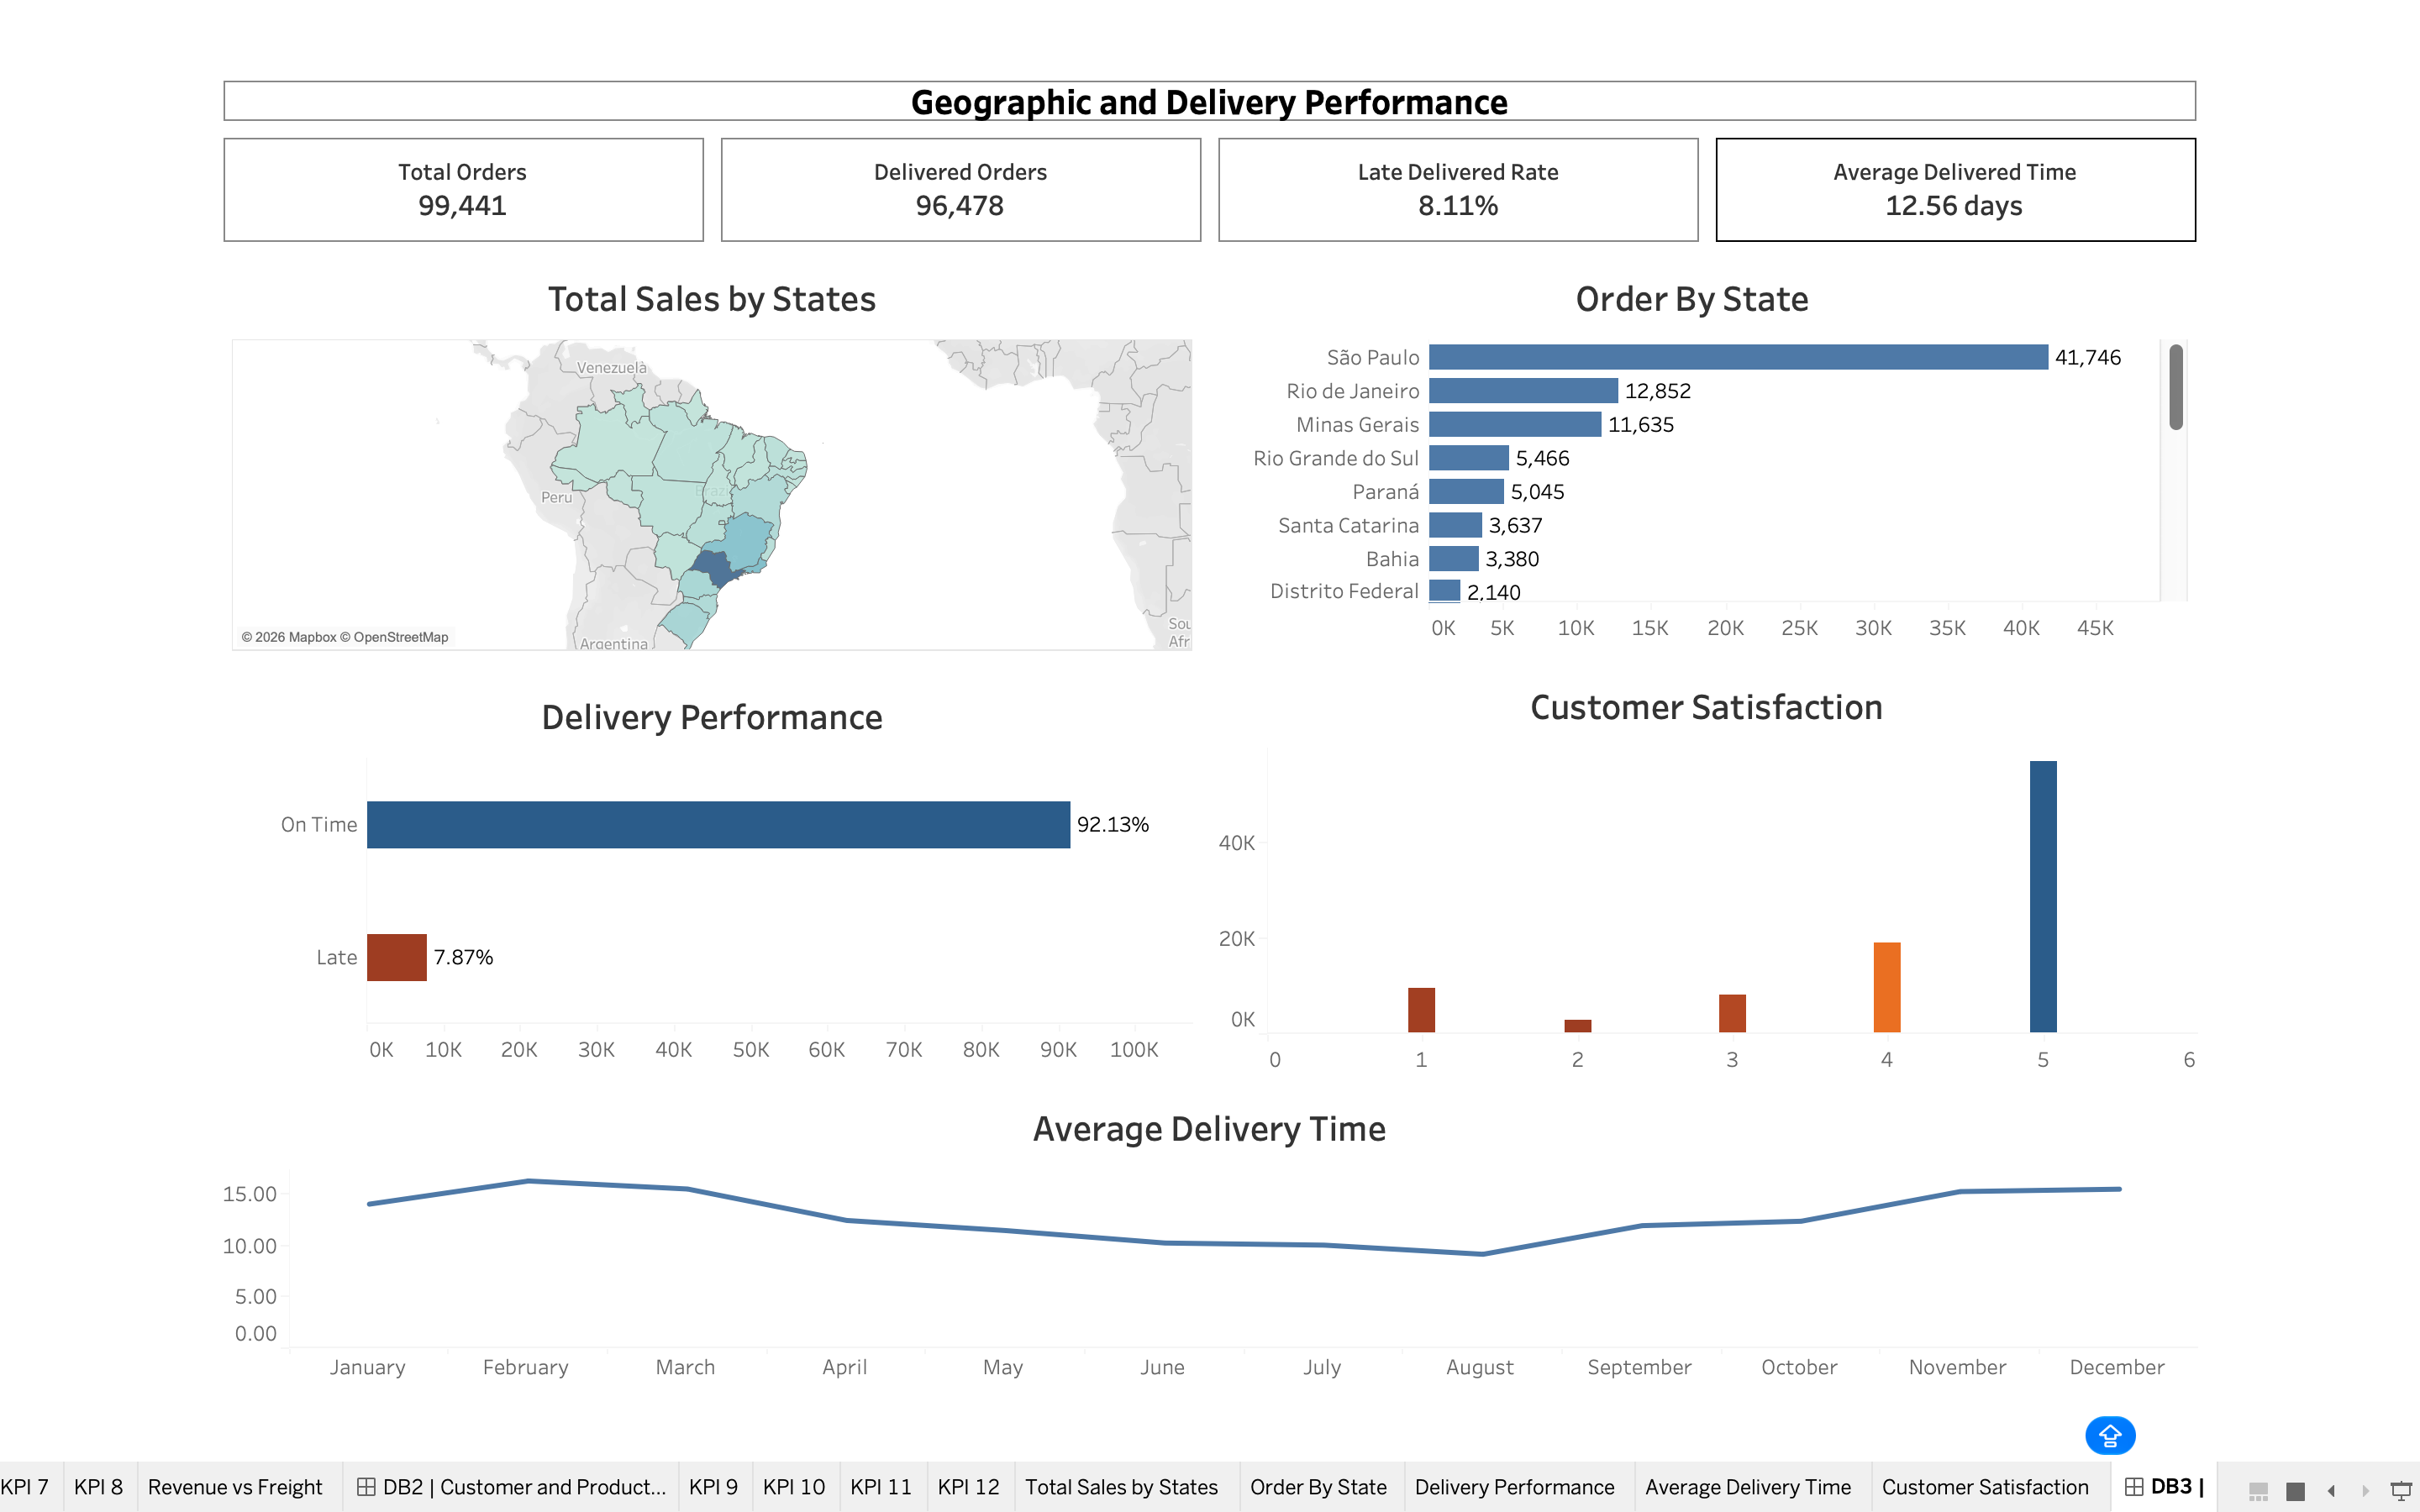 Geographic and Delivery Performance
Total Orders
99,441
Delivered Orders
96,478
Late Delivered Rate
8.11%
Average Delivered Time
12.56 days
Total Sales by States
Venezuela
Brazi
Peru
Argentina
Sou
Afr
© 2026 Mapbox © OpenStreetMap
Order By State
São Paulo 41,746
Rio de Janeiro 12,852
Minas Gerais 11,635
Rio Grande do Sul 5,466
Paraná 5,045
Santa Catarina 3,637
Bahia 3,380
Distrito Federal 2,140
0K 5K 10K 15K 20K 25K 30K 35K 40K 45K
Delivery Performance
On Time 92.13%
Late 7.87%
0K 10K 20K 30K 40K 50K 60K 70K 80K 90K 100K
Customer Satisfaction
40K
20K
0K
0 1 2 3 4 5 6
Average Delivery Time
15.00
10.00
5.00
0.00
January February March April May June July August September October November December
KPI 7 KPI 8 Revenue vs Freight DB2 | Customer and Product... KPI 9 KPI 10 KPI 11 KPI 12 Total Sales by States Order By State Delivery Performance Average Delivery Time Customer Satisfaction DB3 |